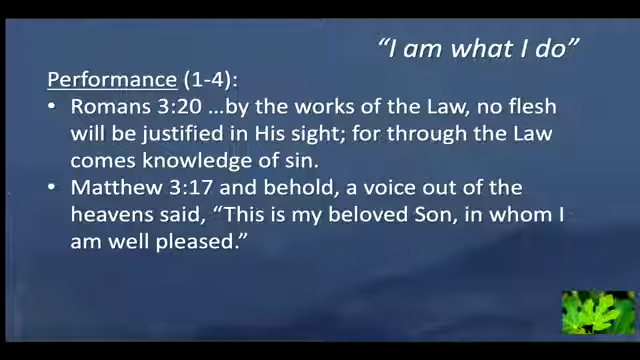 “I am what I do”
Performance (1-4):
• Romans 3:20 …by the works of the Law, no flesh
will be justified in His sight; for through the Law
comes knowledge of sin.
• Matthew 3:17 and behold, a voice out of the
heavens said, “This is my beloved Son, in whom I
am well pleased.”